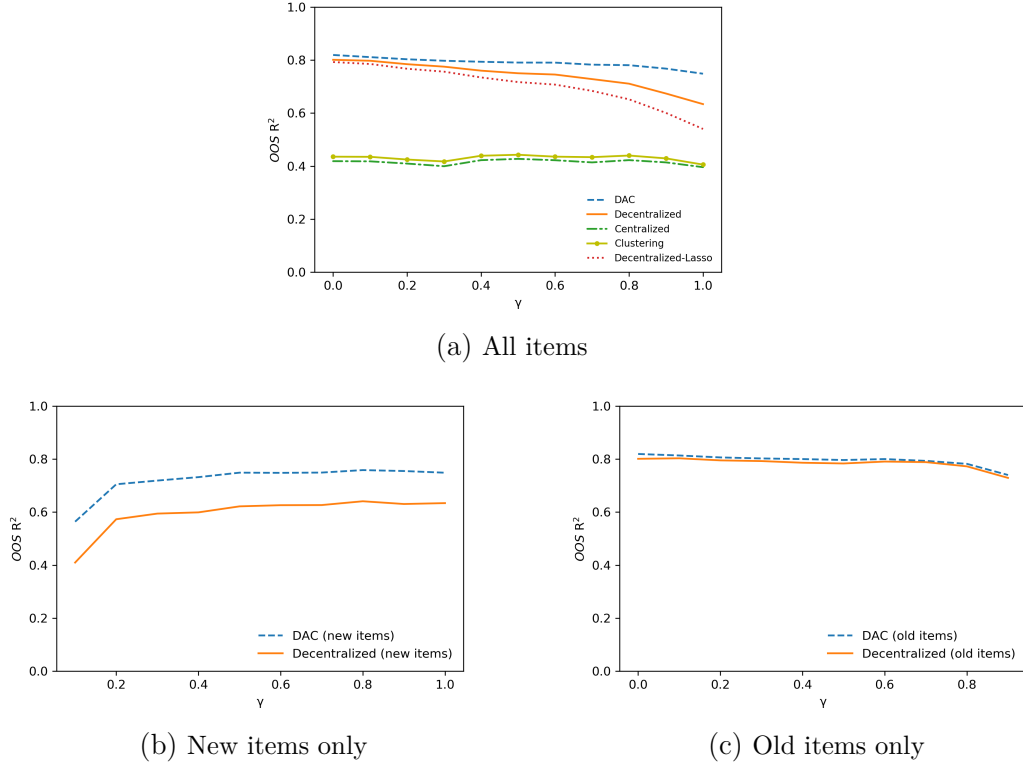 1.0
0.8
0.6
0.4
0.2
0.0
OOS R²
0.0 0.2 0.4 0.6 0.8 1.0
γ
DAC
Decentralized
Centralized
Clustering
Decentralized-Lasso
(a) All items
1.0
0.8
0.6
0.4
0.2
0.0
OOS R²
0.2 0.4 0.6 0.8 1.0
γ
DAC (new items)
Decentralized (new items)
(b) New items only
1.0
0.8
0.6
0.4
0.2
0.0
OOS R²
0.0 0.2 0.4 0.6 0.8
γ
DAC (old items)
Decentralized (old items)
(c) Old items only